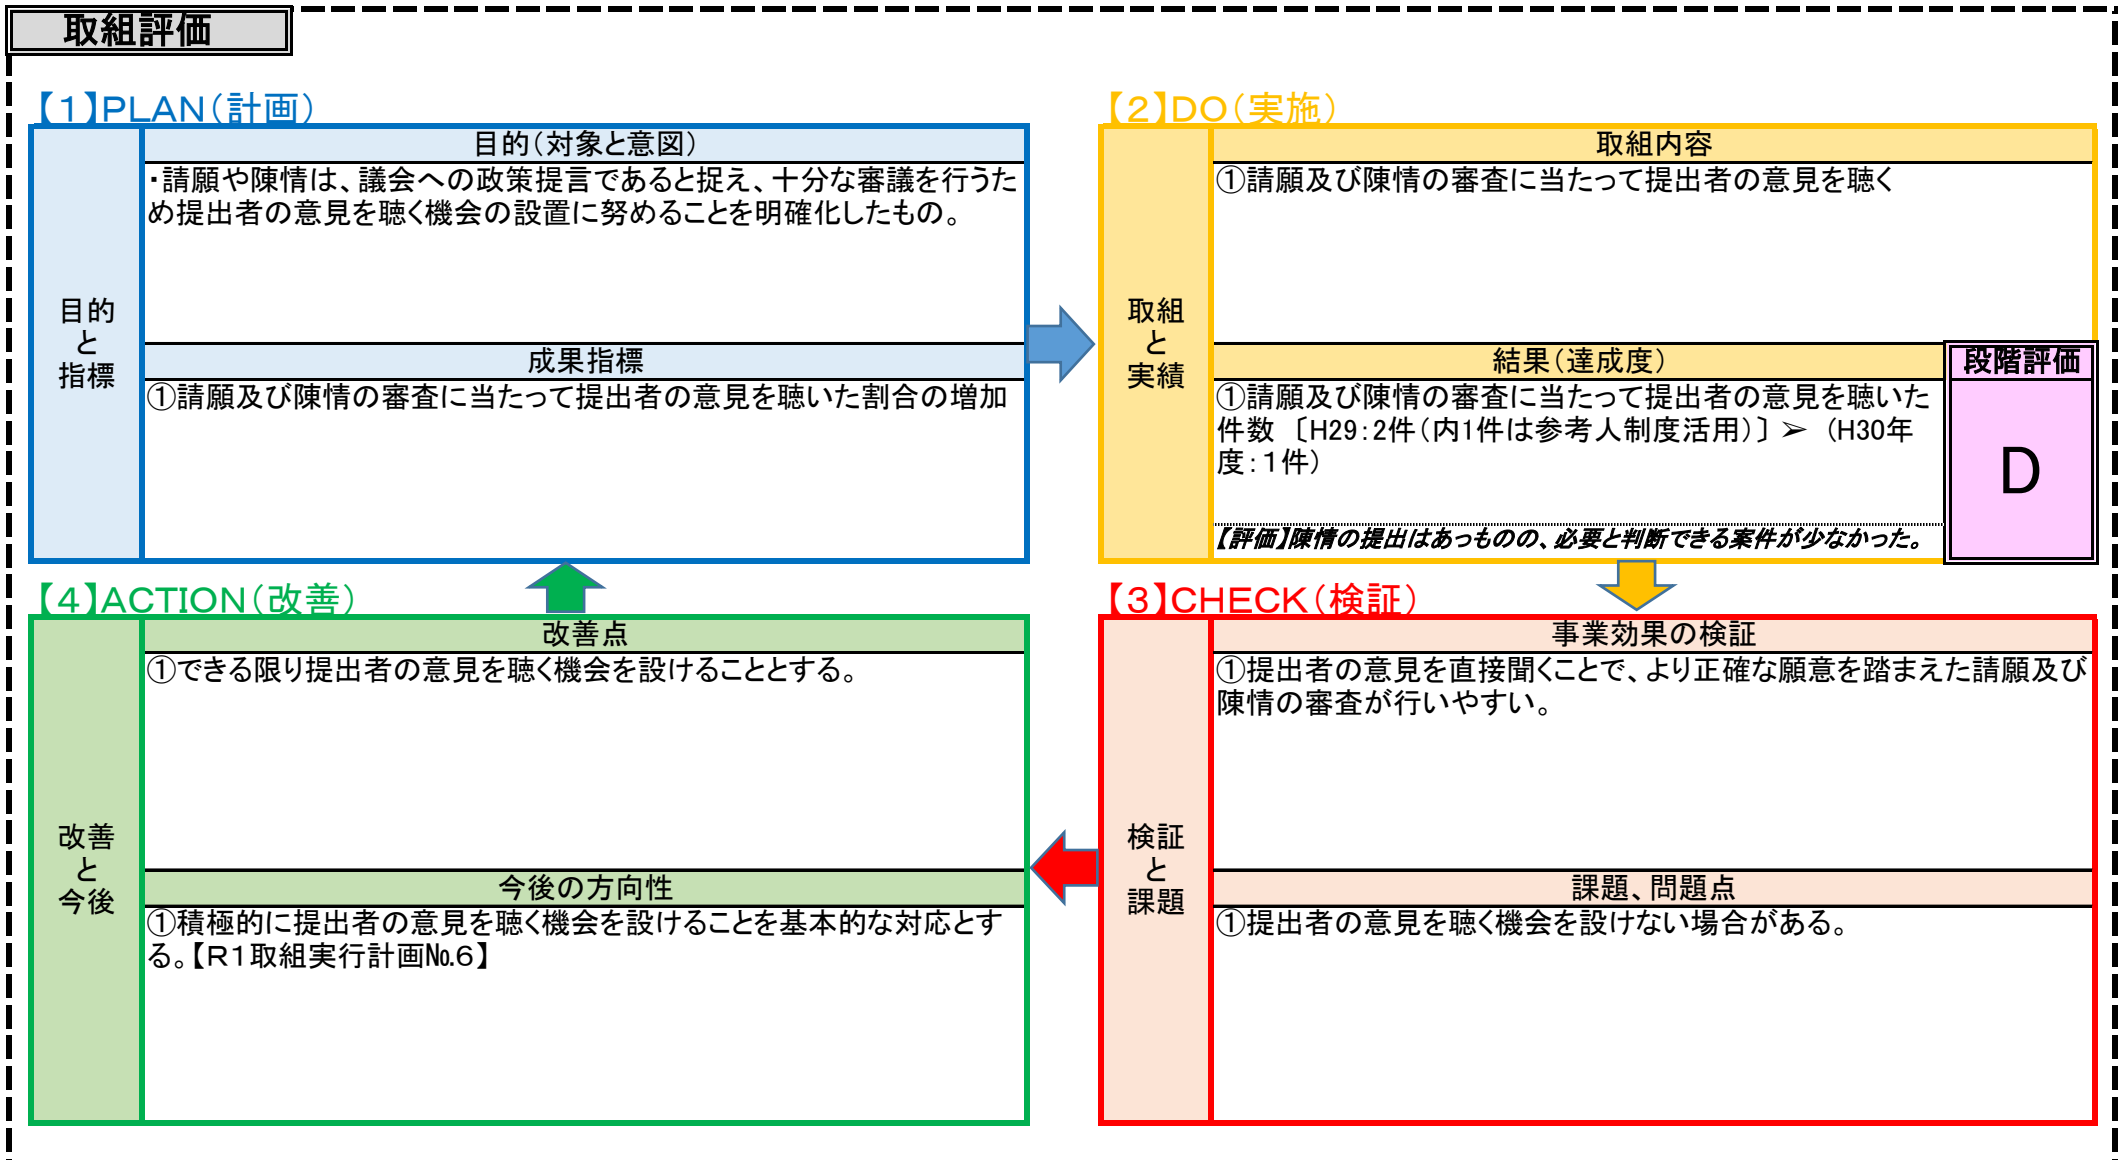 取組評価
【1】PLAN(計画)
目的(対象と意図)
・請願や陳情は、議会への政策提言であると捉え、十分な審議を行うた
め提出者の意見を聴く機会の設置に努めることを明確化したもの。
目的
と
指標
成果指標
①請願及び陳情の審査に当たって提出者の意見を聴いた割合の増加
【2】DO(実施)
取組内容
①請願及び陳情の審査に当たって提出者の意見を聴く
取組
と
実績
結果(達成度)
段階評価
①請願及び陳情の審査に当たって提出者の意見を聴いた
件数 〔H29:2件(内1件は参考人制度活用)〕 ➢ (H30年
度:1件)
D
【評価】陳情の提出はあっものの、必要と判断できる案件が少なかった。
【3】CHECK(検証)
事業効果の検証
①提出者の意見を直接聞くことで、より正確な願意を踏まえた請願及び
陳情の審査が行いやすい。
検証
と
課題
課題、問題点
①提出者の意見を聴く機会を設けない場合がある。
【4】ACTION(改善)
改善点
①できる限り提出者の意見を聴く機会を設けることとする。
改善
と
今後
今後の方向性
①積極的に提出者の意見を聴く機会を設けることを基本的な対応とす
る。【R1取組実行計画№6】